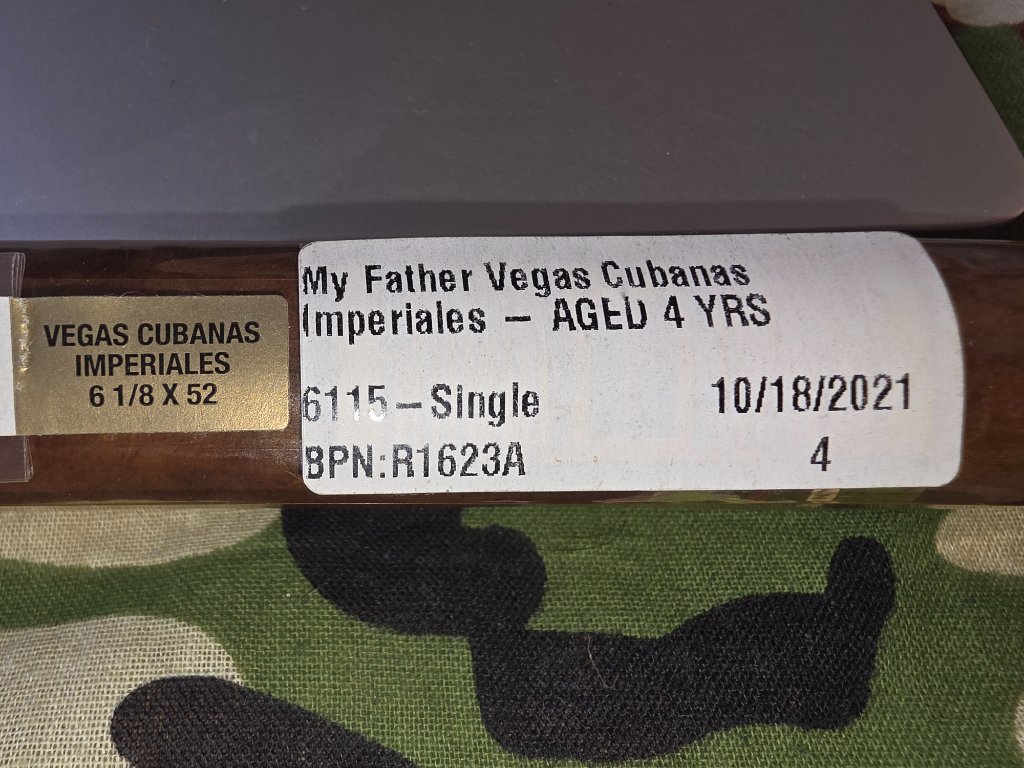 VEGAS CUBANAS
IMPERIALES
6 1/8 X 52
My Father Vegas Cubanas
Imperiales – AGED 4 YRS
6115–Single 10/18/2021
BPN:R1623A 4